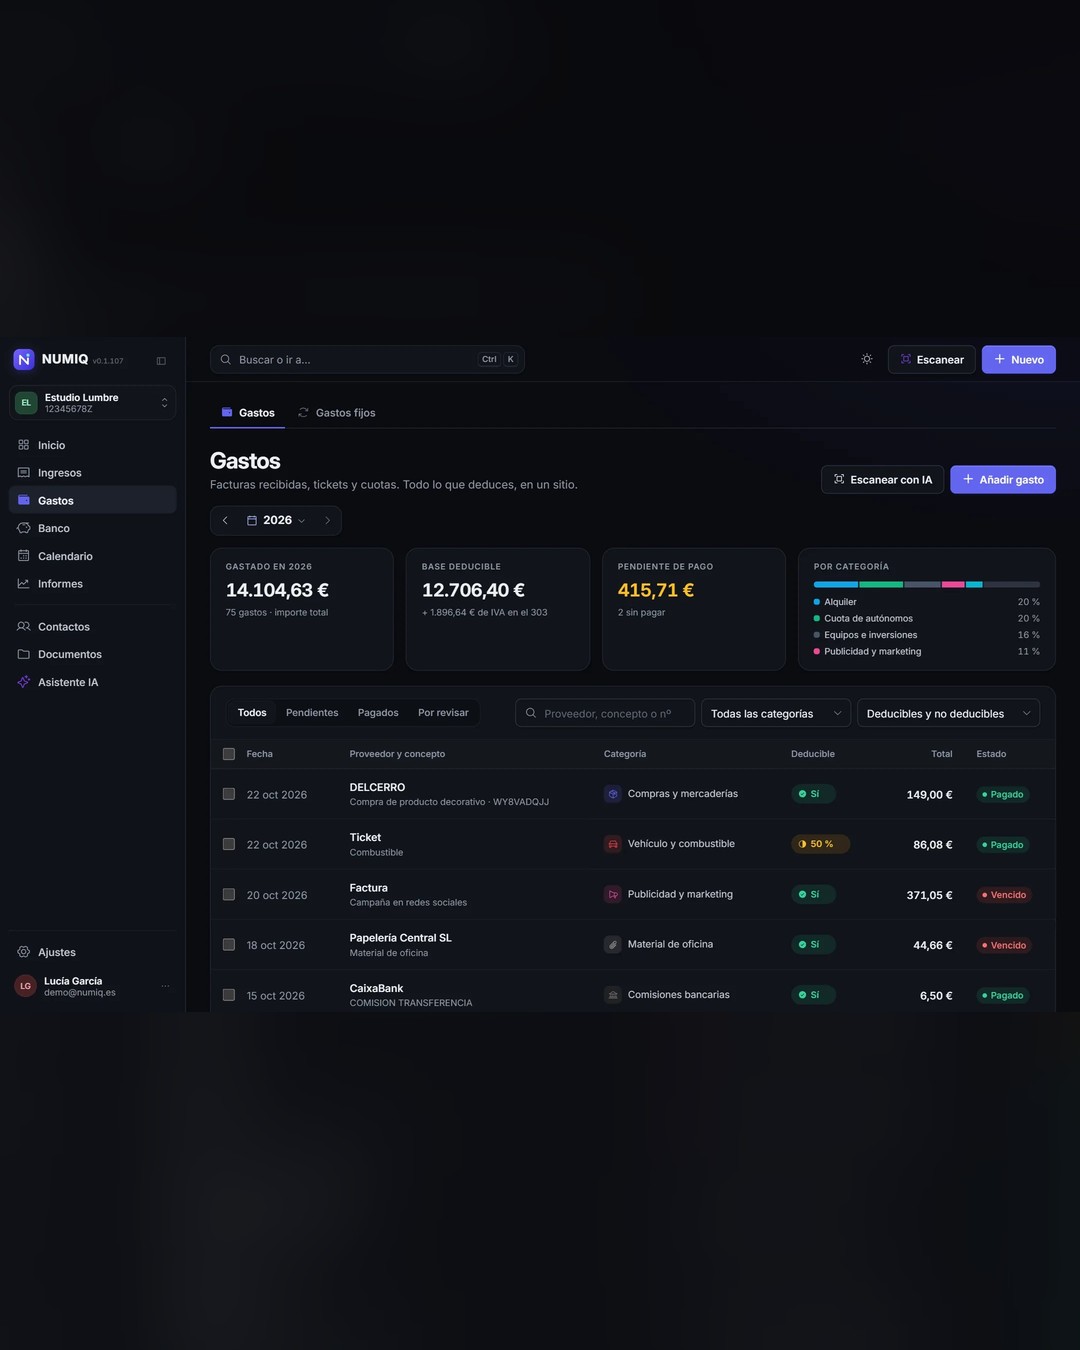 NUMIQ v0.1.107
Estudio Lumbre
12345678Z
Inicio
Ingresos
Gastos
Banco
Calendario
Informes
Contactos
Documentos
Asistente IA
Ajustes
LG
Lucía García
demo@numiq.es
EL
Buscar o ir a...
Ctrl K
Escanear
+ Nuevo
Gastos
Gastos fijos
Gastos
Facturas recibidas, tickets y cuotas. Todo lo que deduces, en un sitio.
Escanear con IA
+ Añadir gasto
2026
GASTADO EN 2026
14.104,63 €
75 gastos · importe total
BASE DEDUCIBLE
12.706,40 €
+ 1.896,64 € de IVA en el 303
PENDIENTE DE PAGO
415,71 €
2 sin pagar
POR CATEGORÍA
Alquiler 20 %
Cuota de autónomos 20 %
Equipos e inversiones 16 %
Publicidad y marketing 11 %
Todos Pendientes Pagados Por revisar
Proveedor, concepto o nº
Todas las categorías
Deducibles y no deducibles
Fecha Proveedor y concepto Categoría Deducible Total Estado
22 oct 2026 DELCERRO Compras y mercaderías Sí 149,00 € Pagado
Compra de producto decorativo · WY8VADQJJ
22 oct 2026 Ticket Vehículo y combustible 50 % 86,08 € Pagado
Combustible
20 oct 2026 Factura Publicidad y marketing Sí 371,05 € Vencido
Campaña en redes sociales
18 oct 2026 Papelería Central SL Material de oficina Sí 44,66 € Vencido
Material de oficina
15 oct 2026 CaixaBank Comisiones bancarias Sí 6,50 € Pagado
COMISION TRANSFERENCIA